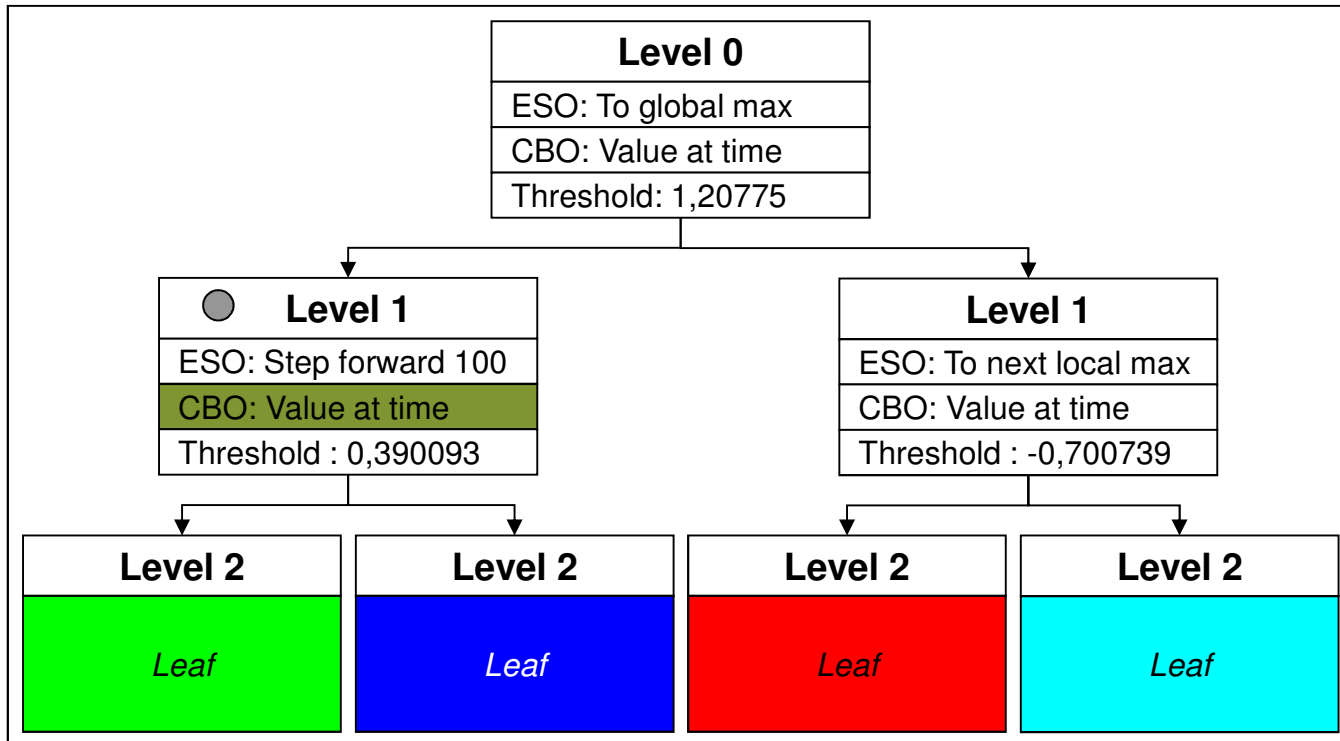 Level 0
ESO: To global max
CBO: Value at time
Threshold: 1,20775
Level 1
ESO: Step forward 100
CBO: Value at time
Threshold : 0,390093
Level 1
ESO: To next local max
CBO: Value at time
Threshold : -0,700739
Level 2
Leaf
Level 2
Leaf
Level 2
Leaf
Level 2
Leaf